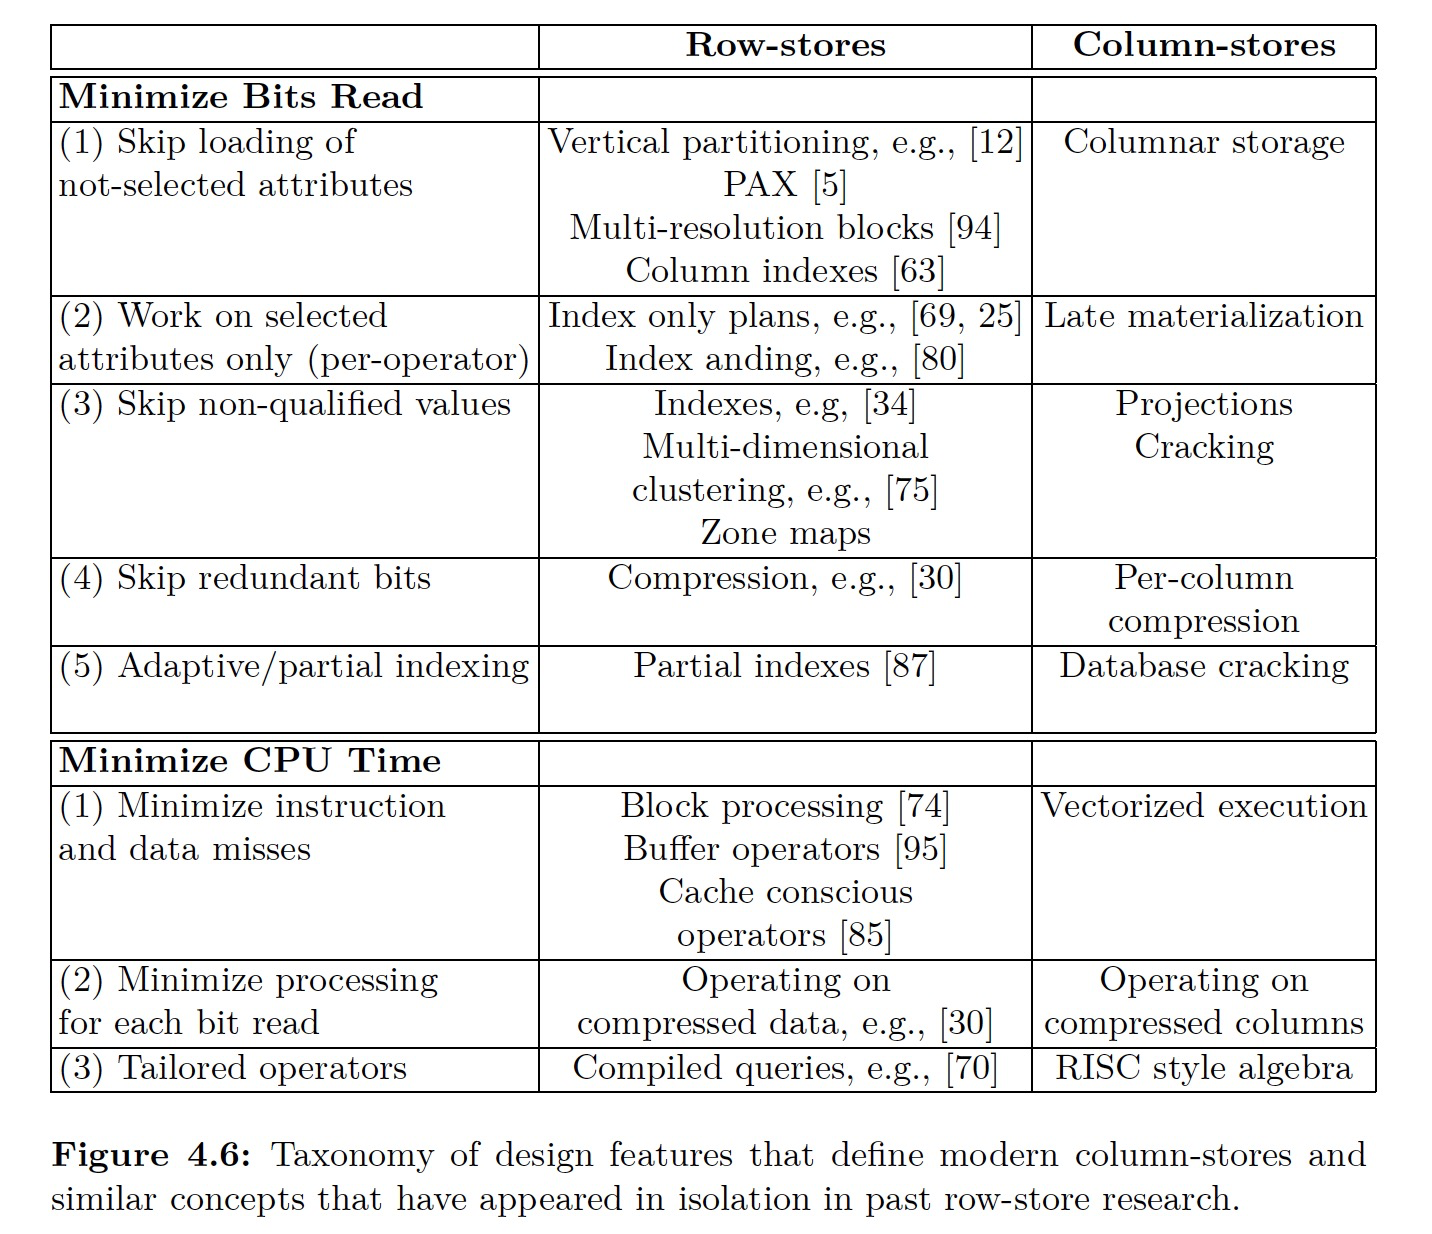 Row-stores Column-stores
Minimize Bits Read
(1) Skip loading of Vertical partitioning, e.g., [12] Columnar storage
not-selected attributes PAX [5]
Multi-resolution blocks [94]
Column indexes [63]
(2) Work on selected Index only plans, e.g., [69, 25] Late materialization
attributes only (per-operator) Index anding, e.g., [80]
(3) Skip non-qualified values Indexes, e.g, [34] Projections
Multi-dimensional Cracking
clustering, e.g., [75]
Zone maps
(4) Skip redundant bits Compression, e.g., [30] Per-column
compression
(5) Adaptive/partial indexing Partial indexes [87] Database cracking
Minimize CPU Time
(1) Minimize instruction Block processing [74] Vectorized execution
and data misses Buffer operators [95]
Cache conscious
operators [85]
(2) Minimize processing Operating on Operating on
for each bit read compressed data, e.g., [30] compressed columns
(3) Tailored operators Compiled queries, e.g., [70] RISC style algebra
Figure 4.6: Taxonomy of design features that define modern column-stores and
similar concepts that have appeared in isolation in past row-store research.